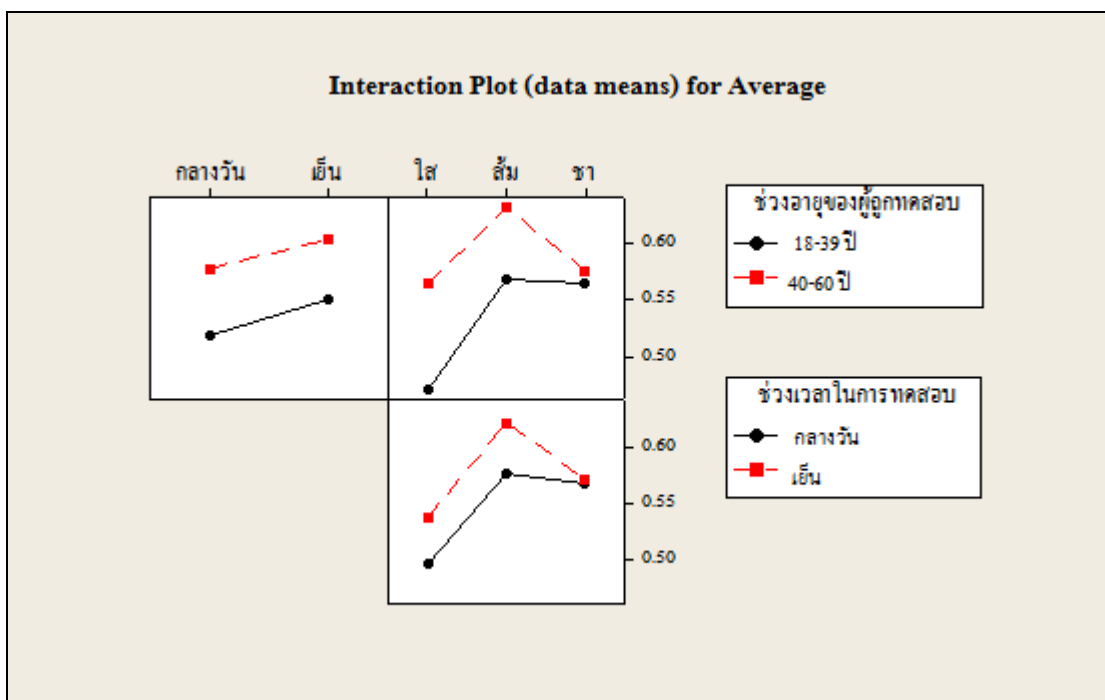 Interaction Plot (data means) for Average
กลางวัน เย็น ใส ส้ม ชา
ช่วงอายุของผู้ถูกทดสอบ
18-39 ปี
40-60 ปี
0.60
0.55
0.50
ช่วงเวลาในการทดสอบ
กลางวัน
เย็น
0.60
0.55
0.50